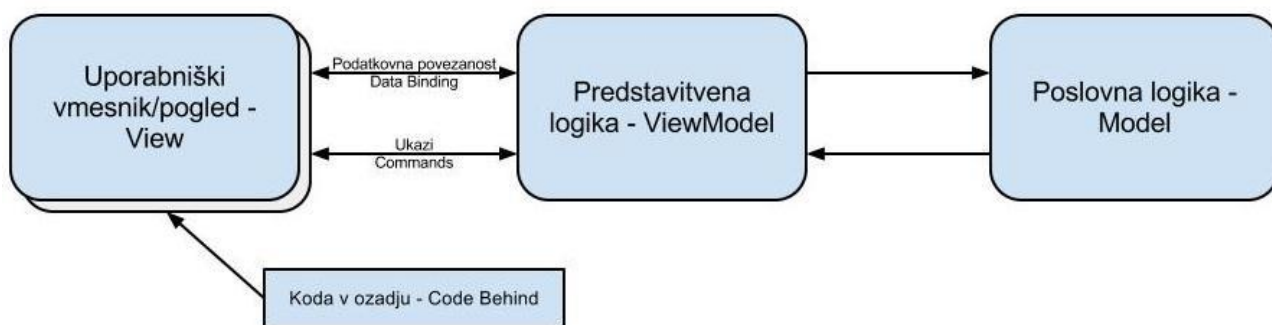 Uporabniški
vmesnik/pogled -
View
Podatkovna povezanost
Data Binding
Ukazi
Commands
Predstavitvena
logika - ViewModel
Poslovna logika -
Model
Koda v ozadju - Code Behind